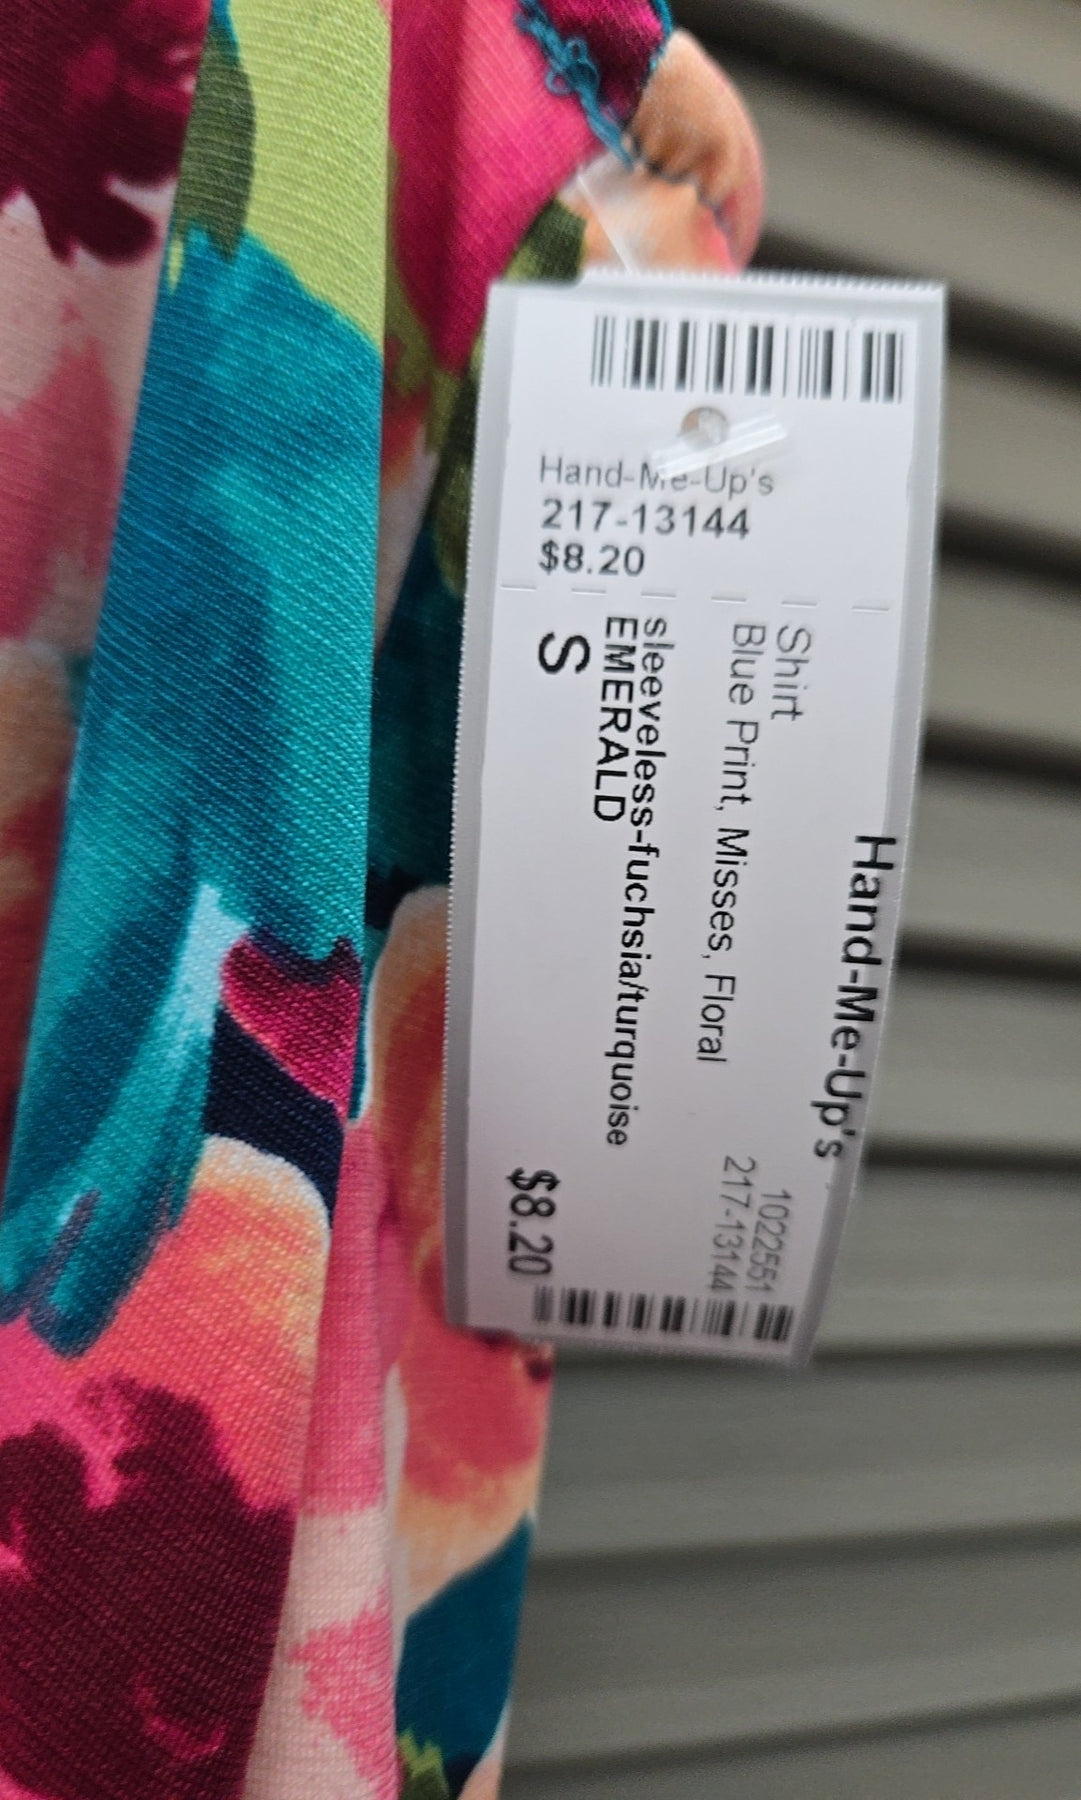 Hand-Me-Up's
217-13144
$8.20
Hand-Me-Up's
Shirt
1022551
Blue Print, Misses, Floral
217-13144
sleeveless-fuchsia/turquoise
EMERALD
S
$8.20